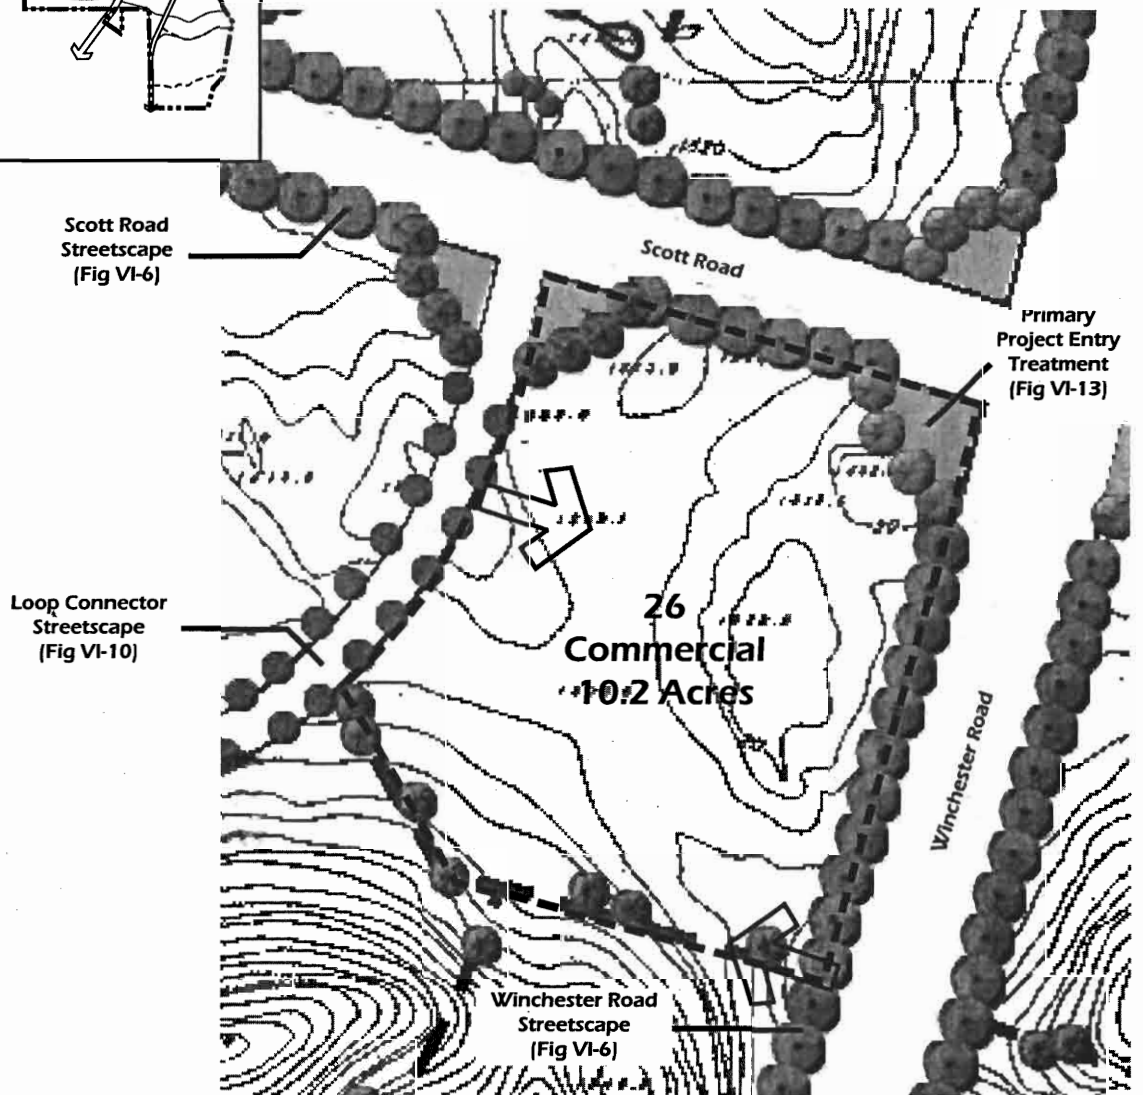 Scott Road
Streetscape
(Fig VI-6)
Scott Road
Primary
Project Entry
Treatment
(Fig VI-13)
Loop Connector
Streetscape
(Fig VI-10)
26
Commercial
10.2 Acres
Winchester Road
Winchester Road
Streetscape
(Fig VI-6)